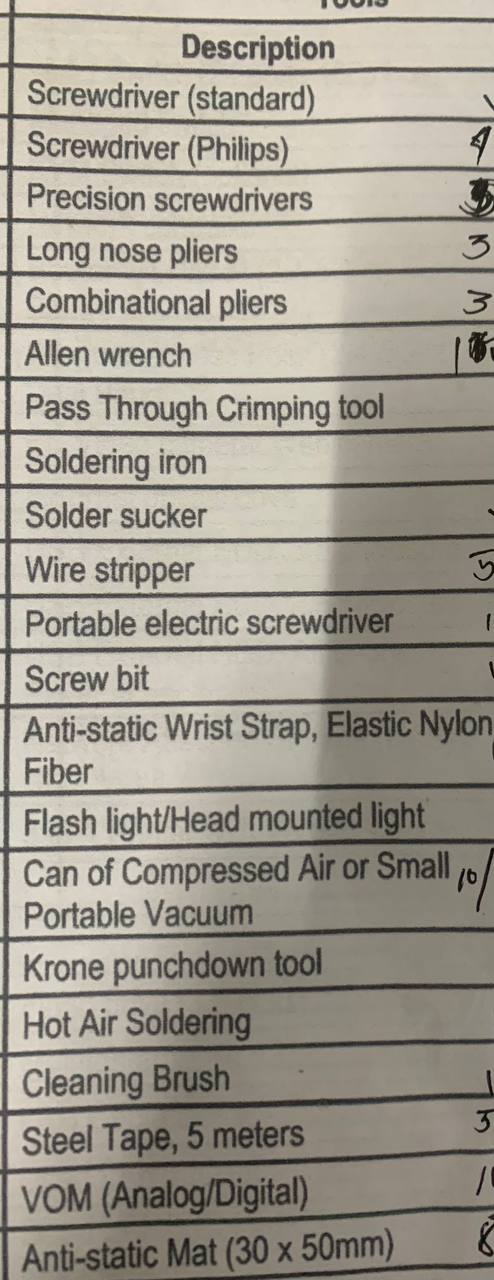 Tools
Description
Screwdriver (standard)
Screwdriver (Philips)
Precision screwdrivers
Long nose pliers 3
Combinational pliers 3
Allen wrench
Pass Through Crimping tool
Soldering iron
Solder sucker
Wire stripper 5
Portable electric screwdriver 1
Screw bit
Anti-static Wrist Strap, Elastic Nylon
Fiber
Flash light/Head mounted light
Can of Compressed Air or Small 10/
Portable Vacuum
Krone punchdown tool
Hot Air Soldering
Cleaning Brush
Steel Tape, 5 meters
VOM (Analog/Digital)
Anti-static Mat (30 x 50mm) 8